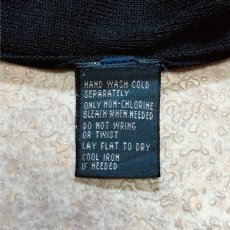 HAND WASH COLD
SEPARATELY
ONLY NON-CHLORINE
BLEACH WHEN NEEDED
DO NOT WRING
OR TWIST
LAY FLAT TO DRY
COOL IRON
IF NEEDED